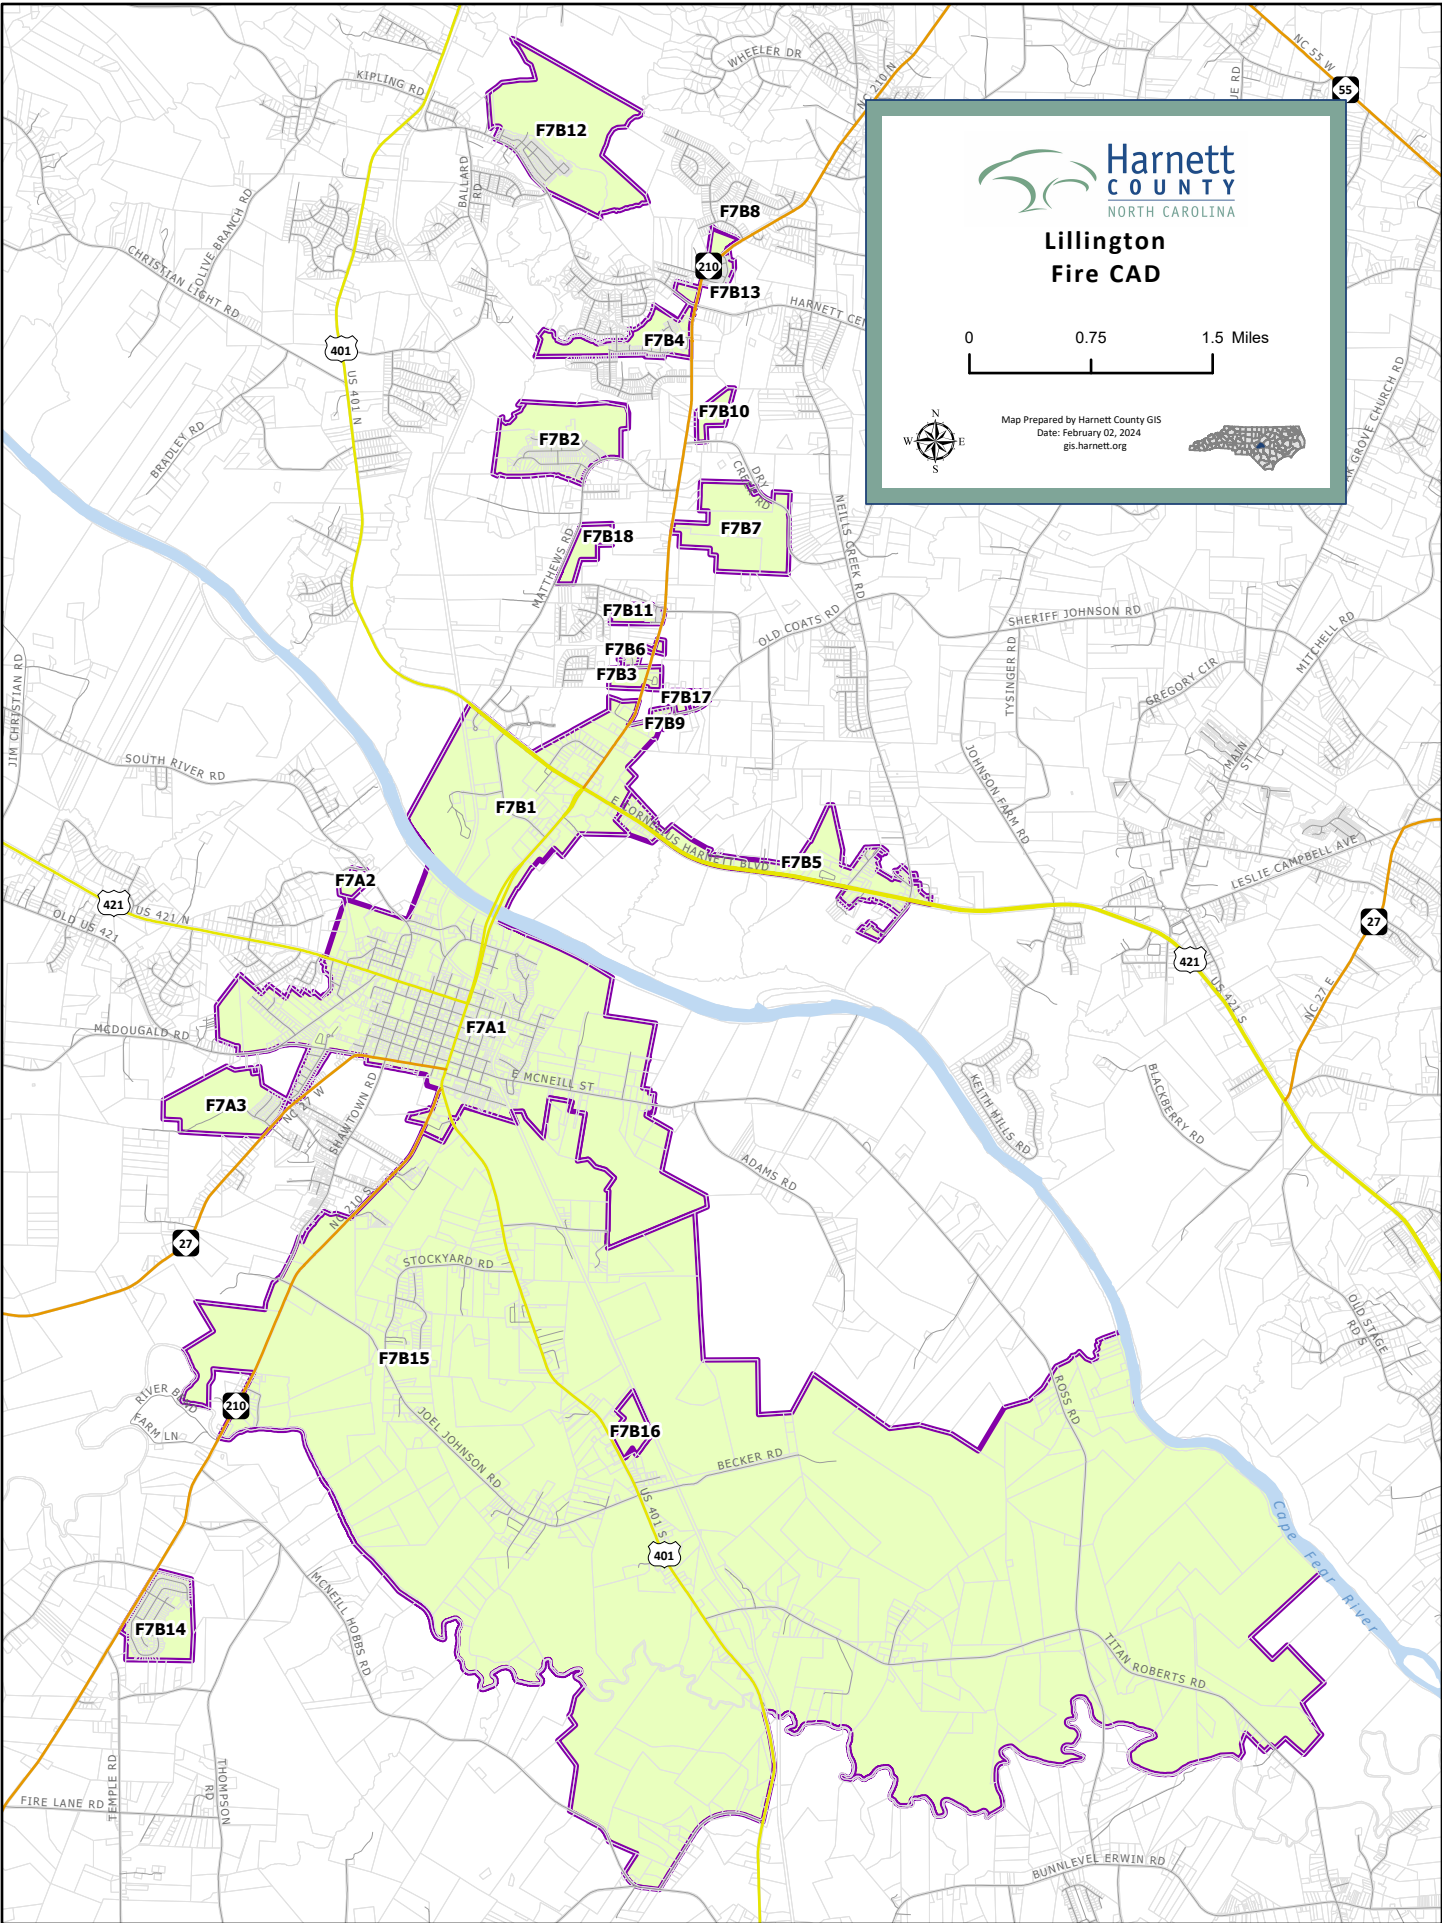 KIPLING RD
WHEELER DR
NC 210 N
NC 55 W
55
F7B12
BALLARD
RD
OLIVE BRANCH RD
CHRISTIAN LIGHT RD
Harnett
COUNTY
NORTH CAROLINA
Lillington
Fire CAD
0 0.75 1.5 Miles
N
W E
S
Map Prepared by Harnett County GIS
Date: February 02, 2024
gis.harnett.org
F7B8
210
F7B13
HARNETT CEN
F7B4
401
US 401 N
F7B10
F7B2
BRADLEY RD
DRY
CREEK RD
F7B7
F7B18
MATTHEWS RD
NEILLS CREEK RD
F7B11
OLD COATS RD
SHERIFF JOHNSON RD
MITCHELL RD
F7B6
F7B3
F7B17
F7B9
TYSINGER RD
GREGORY CIR
JIM CHRISTIAN RD
SOUTH RIVER RD
MAIN
ST
JOHNSON FARM RD
F7B1
E CORNELIUS HARNETT BLVD
F7B5
LESLIE CAMPBELL AVE
F7A2
421
US 421 N
OLD US 421
27
421
US 421 S
NC 27 E
MCDOUGALD RD
F7A1
E MCNEILL ST
F7A3
NC 27 W
SHAWTOWN RD
KEITH HILLS RD
BLACKBERRY RD
ADAMS RD
NC 210 S
27
STOCKYARD RD
OLD STAGE
RD S
F7B15
RIVER BLVD
210
FARM LN
JOEL JOHNSON RD
F7B16
ROSS RD
BECKER RD
US 401 S
401
Cape Fear River
MCNEILL HOBBS RD
F7B14
TITAN ROBERTS RD
TEMPLE RD
THOMPSON
RD
FIRE LANE RD
BUNNLEVEL ERWIN RD